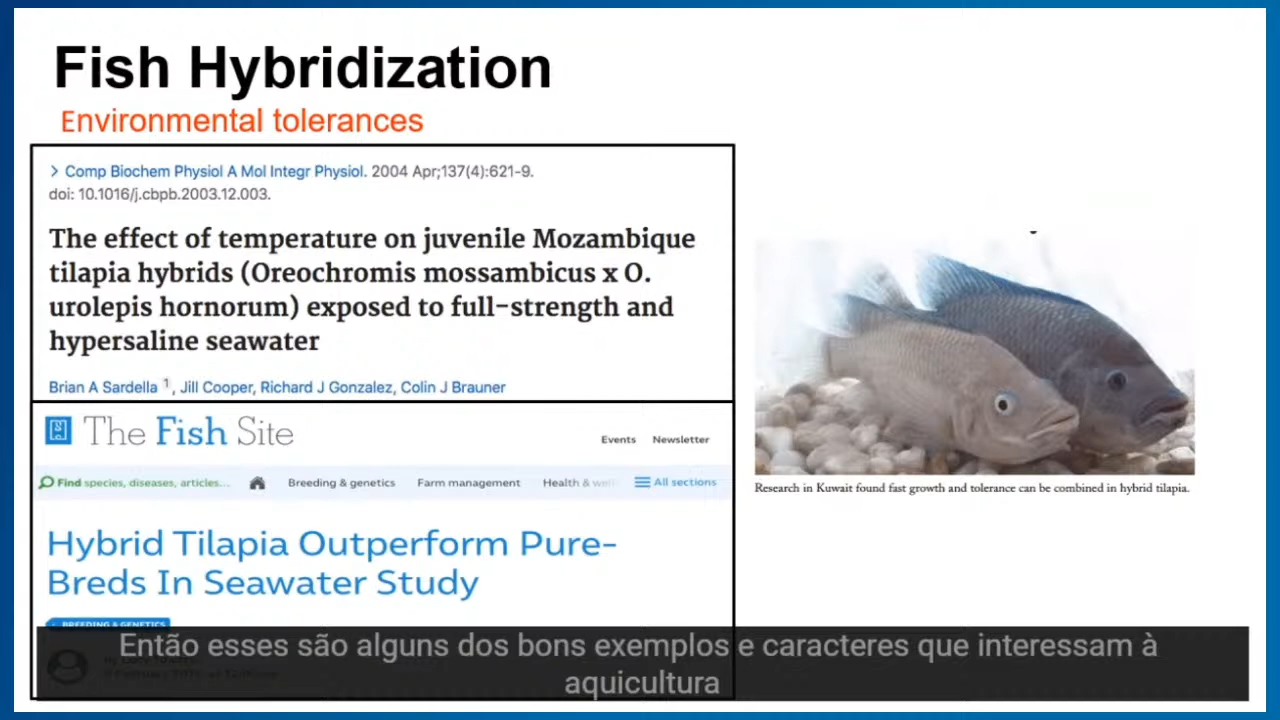 Fish Hybridization
Environmental tolerances
> Comp Biochem Physiol A Mol Integr Physiol. 2004 Apr;137(4):621-9.
doi: 10.1016/j.cbpb.2003.12.003.
The effect of temperature on juvenile Mozambique
tilapia hybrids (Oreochromis mossambicus x O.
urolepis hornorum) exposed to full-strength and
hypersaline seawater
Brian A Sardella 1, Jill Cooper, Richard J Gonzalez, Colin J Brauner
The Fish Site
Events Newsletter
Find species, diseases, articles...
Breeding & genetics Farm management Health & All sections
Hybrid Tilapia Outperform Pure-
Breds In Seawater Study
BREEDING & GENETICS
Research in Kuwait found fast growth and tolerance can be combined in hybrid tilapia.
Então esses são alguns dos bons exemplos e caracteres que interessam à
aquicultura